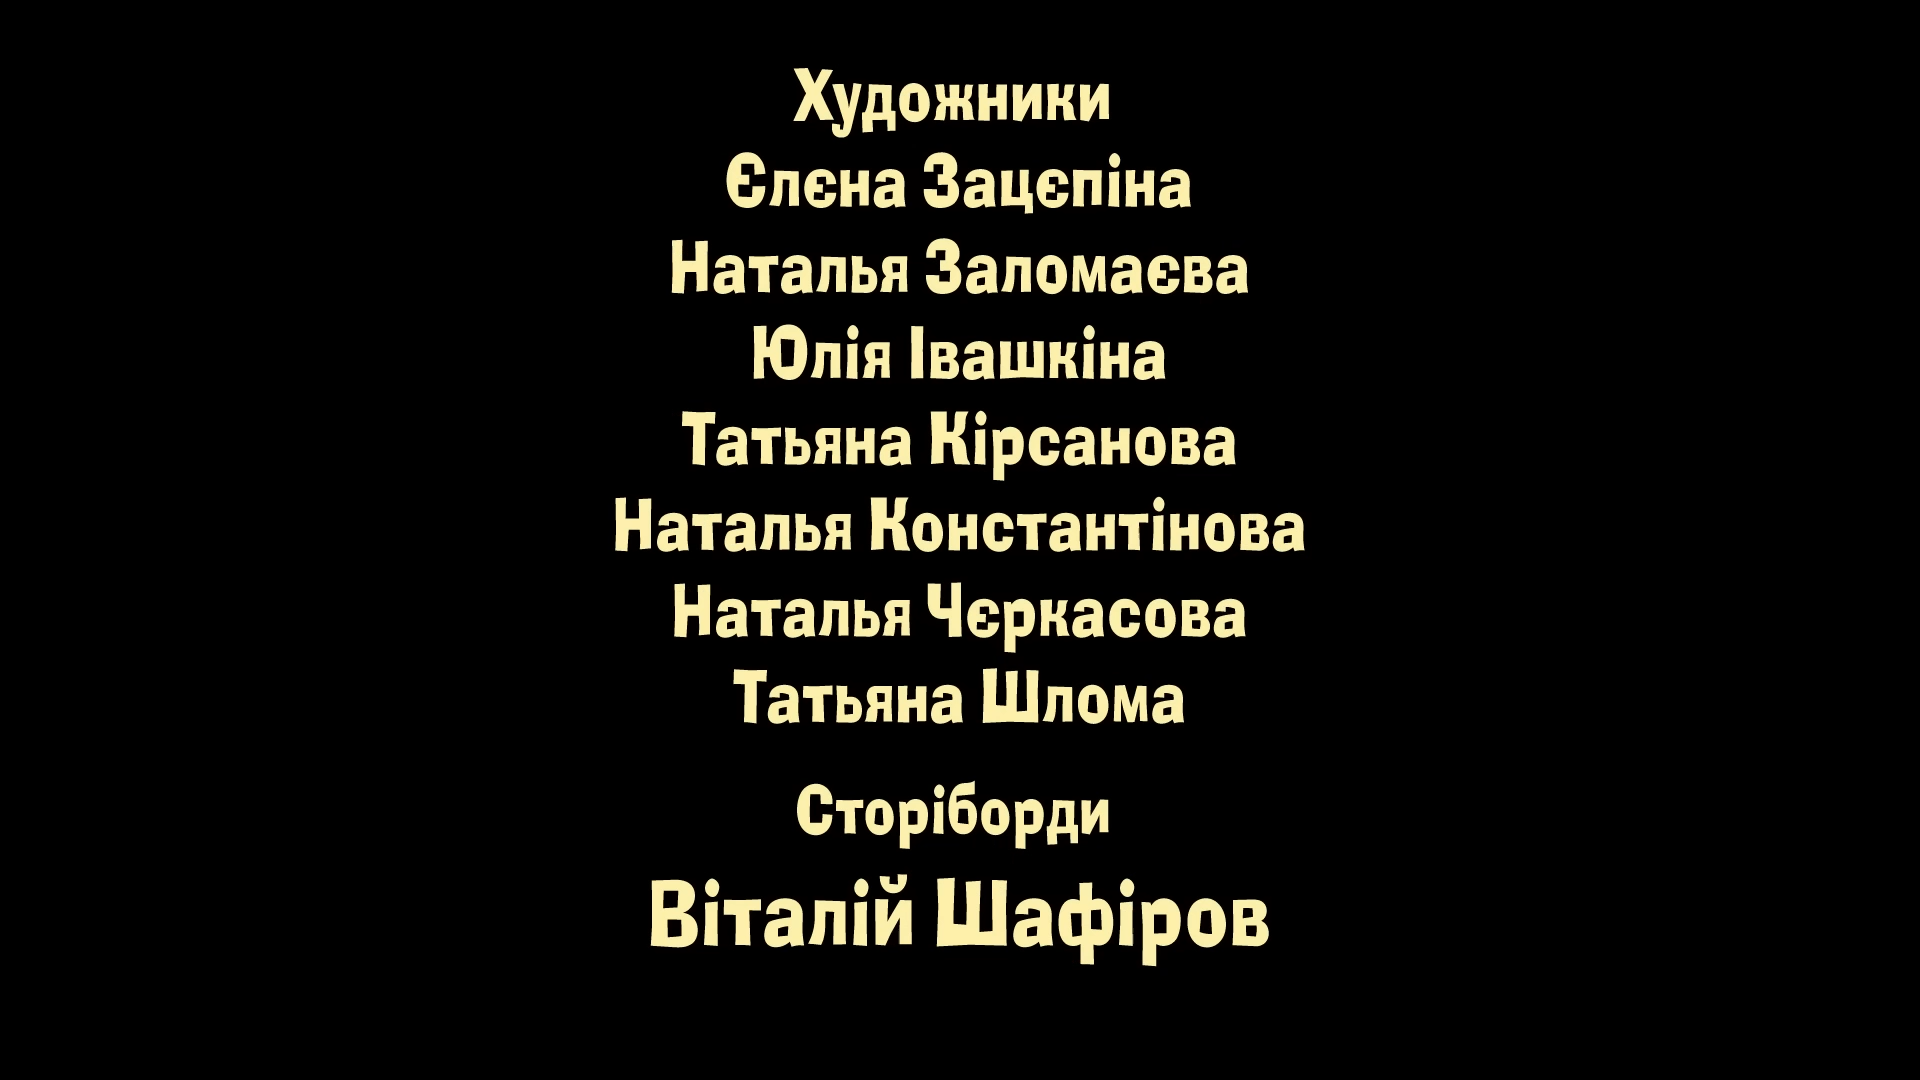 Художники
Єлєна Зацєпіна
Наталья Заломаєва
Юлія Івашкіна
Татьяна Кірсанова
Наталья Константінова
Наталья Чєркасова
Татьяна Шлома
Сторіборди
Віталій Шафіров